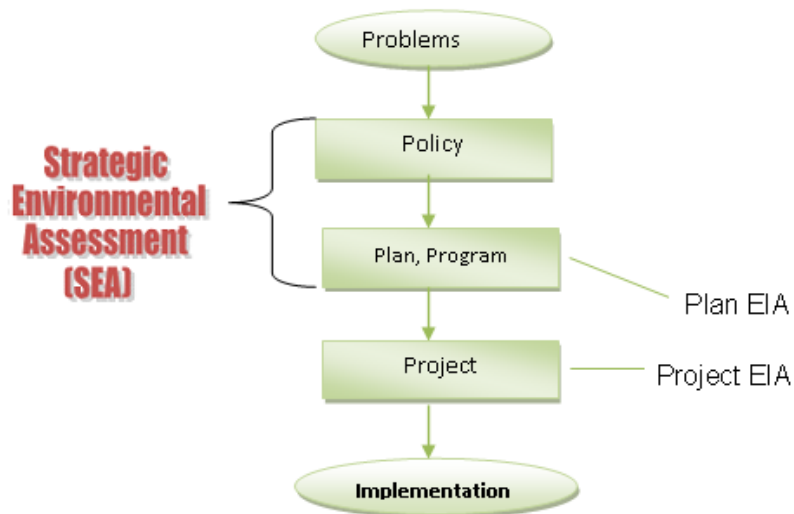 Problems
Policy
Strategic
Environmental
Assessment
(SEA)
Plan, Program
Plan EIA
Project
Project EIA
Implementation